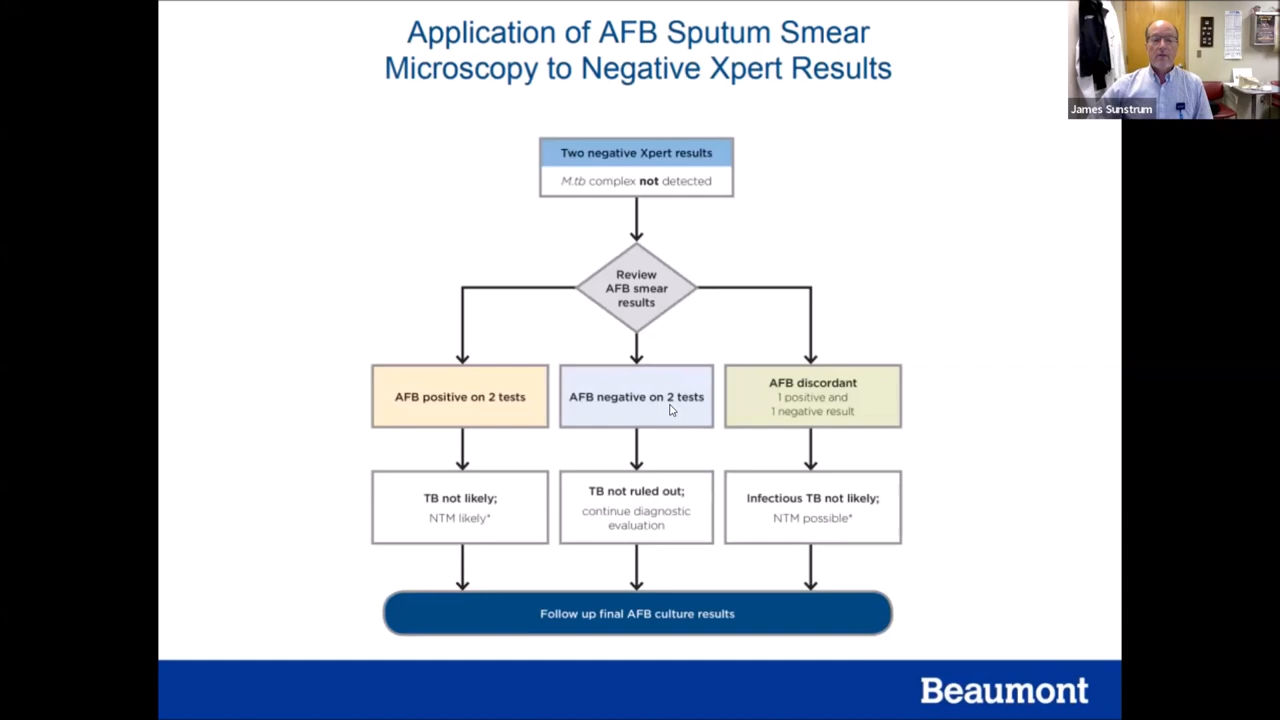 Application of AFB Sputum Smear
Microscopy to Negative Xpert Results
James Sunstrum
Two negative Xpert results
M.tb complex not detected
Review
AFB smear
results
AFB positive on 2 tests
AFB negative on 2 tests
AFB discordant
1 positive and
1 negative result
TB not likely;
NTM likely*
TB not ruled out;
continue diagnostic
evaluation
Infectious TB not likely;
NTM possible*
Follow up final AFB culture results
Beaumont